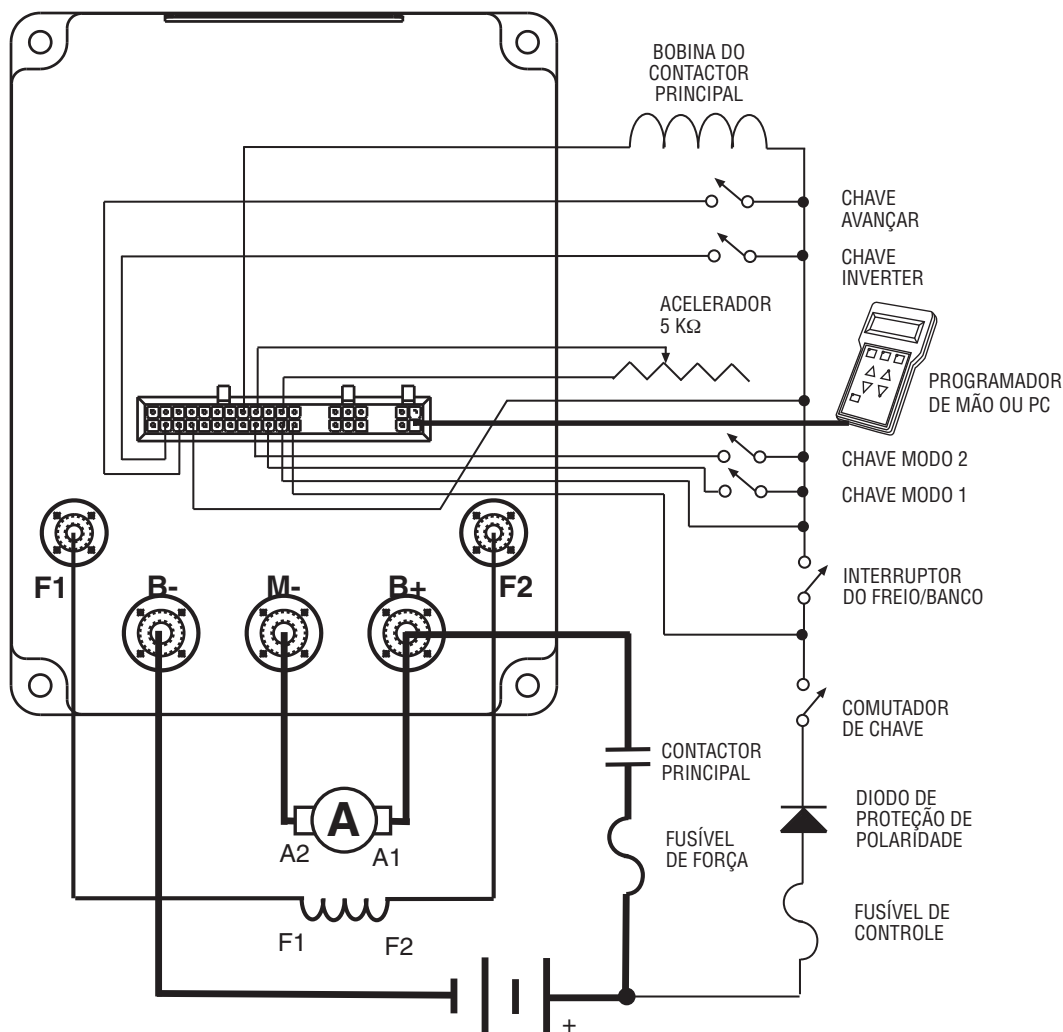 BOBINA DO
CONTACTOR
PRINCIPAL
CHAVE
AVANÇAR
CHAVE
INVERTER
ACELERADOR
5 KΩ
PROGRAMADOR
DE MÃO OU PC
CHAVE MODO 2
CHAVE MODO 1
F1
B-
M-
B+
F2
INTERRUPTOR
DO FREIO/BANCO
COMUTADOR
DE CHAVE
CONTACTOR
PRINCIPAL
DIODO DE
PROTEÇÃO DE
POLARIDADE
A
A2
A1
FUSÍVEL
DE FORÇA
FUSÍVEL DE
CONTROLE
F1
F2
+